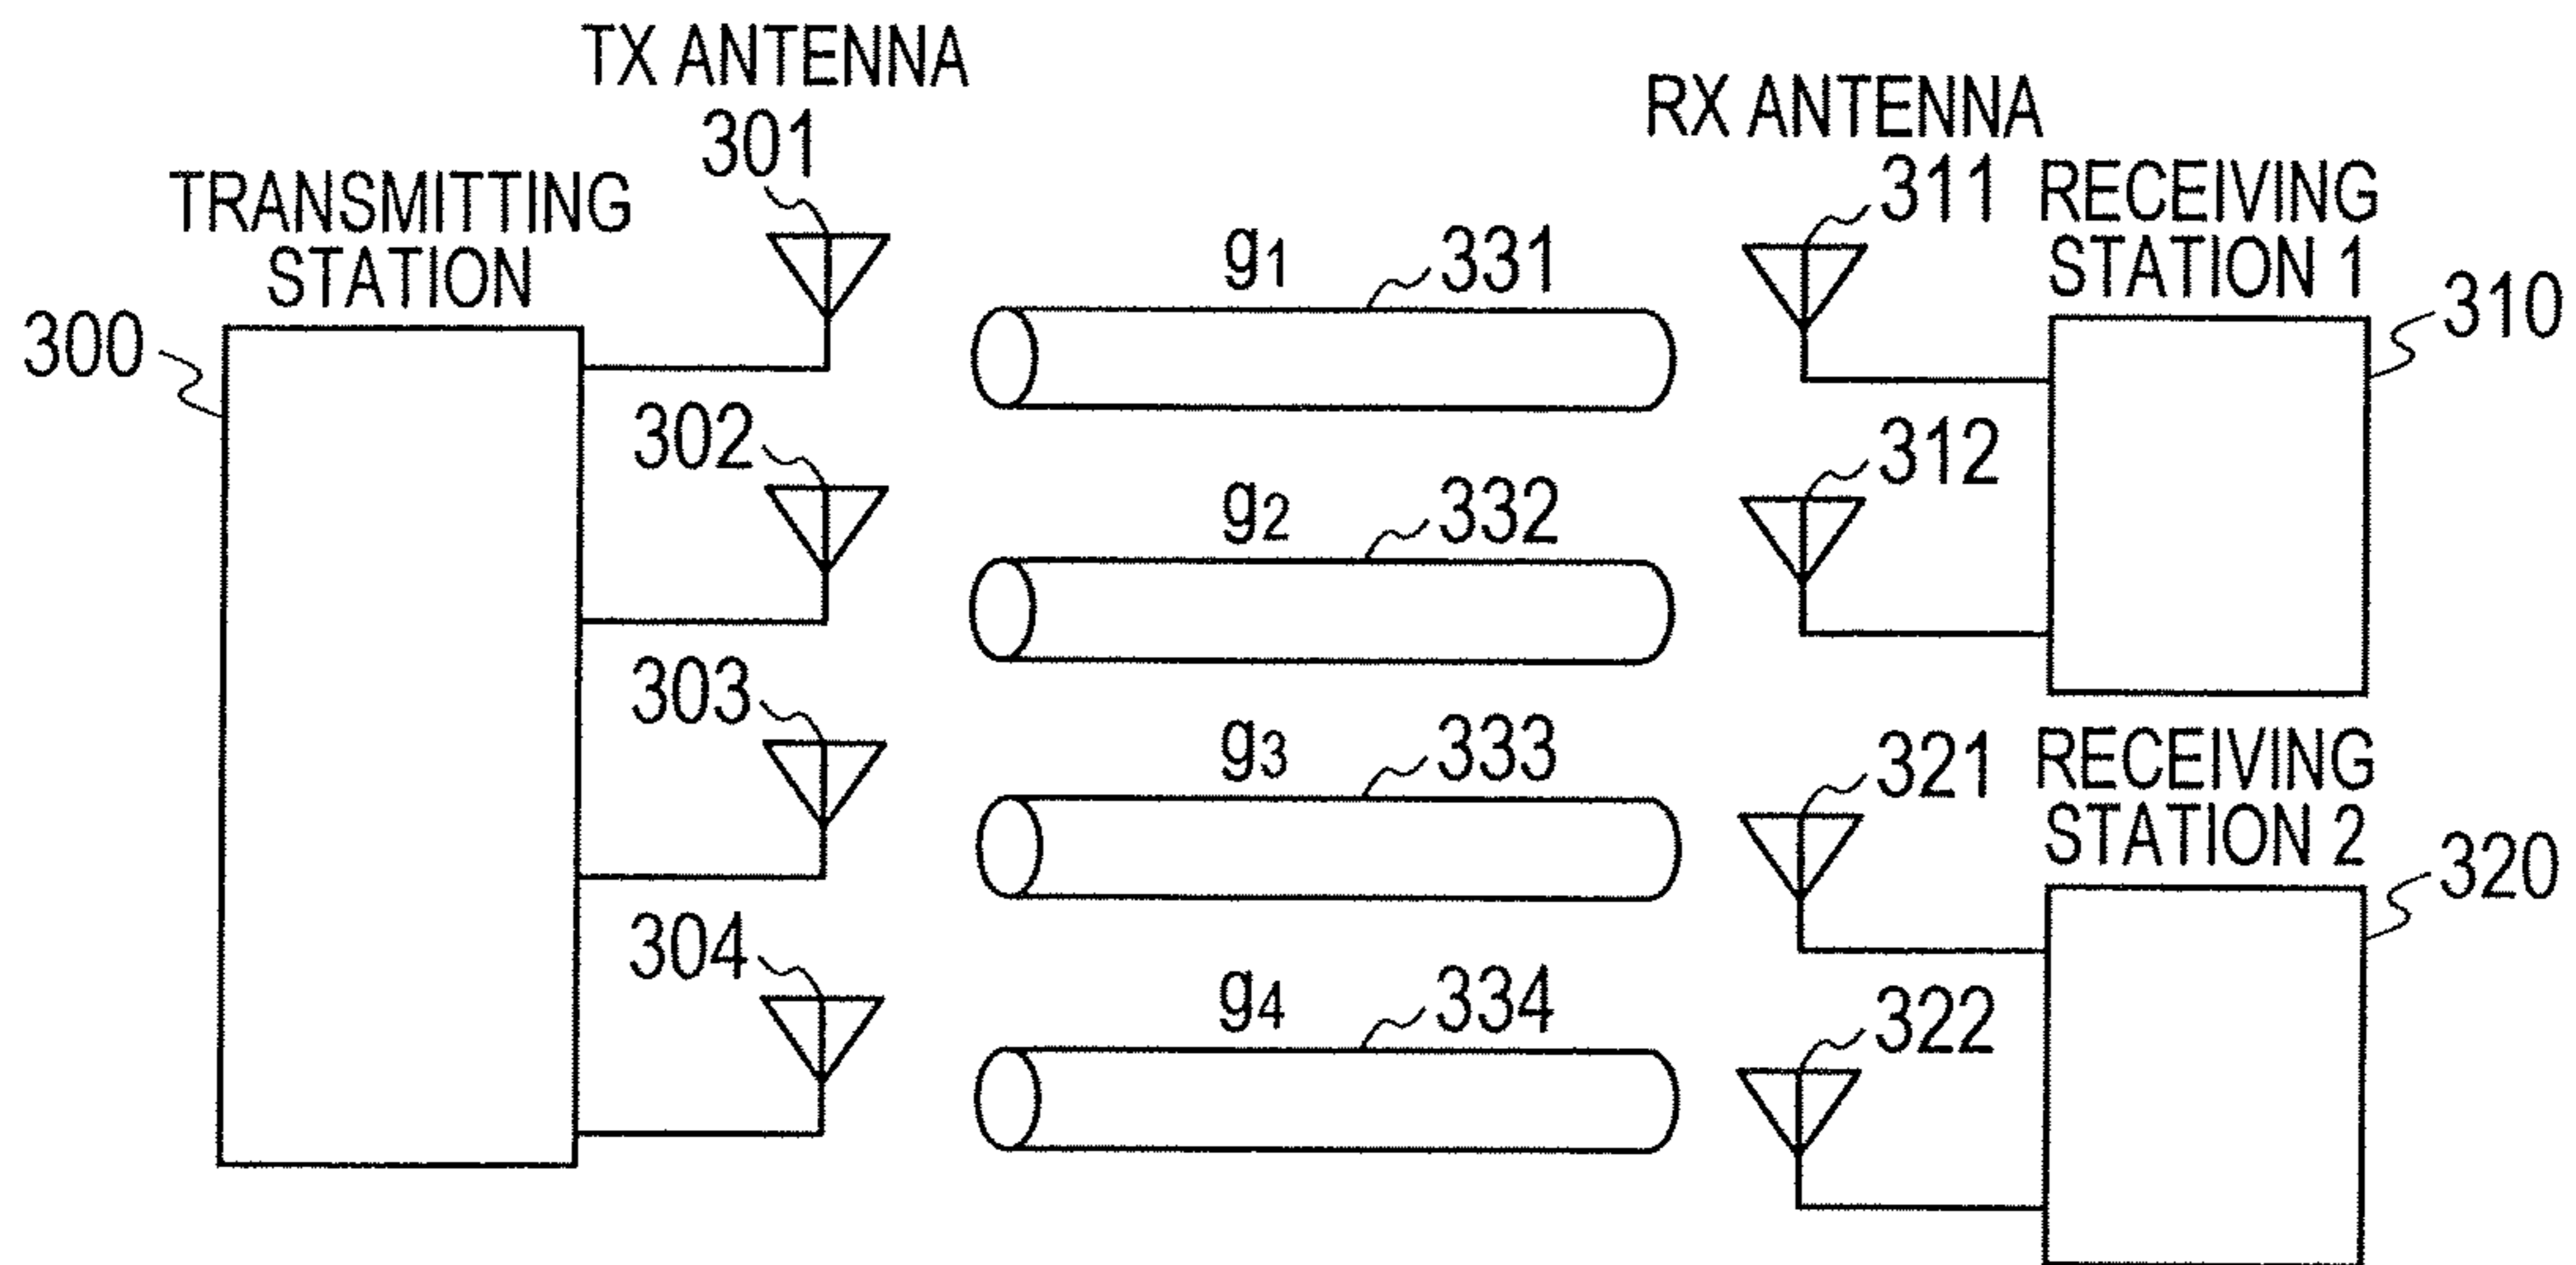 TX ANTENNA
301
RX ANTENNA
311
TRANSMITTING
STATION
300
RECEIVING
STATION 1
310
g1
331
302
312
g2
332
303
g3
333
321
RECEIVING
STATION 2
320
304
g4
334
322